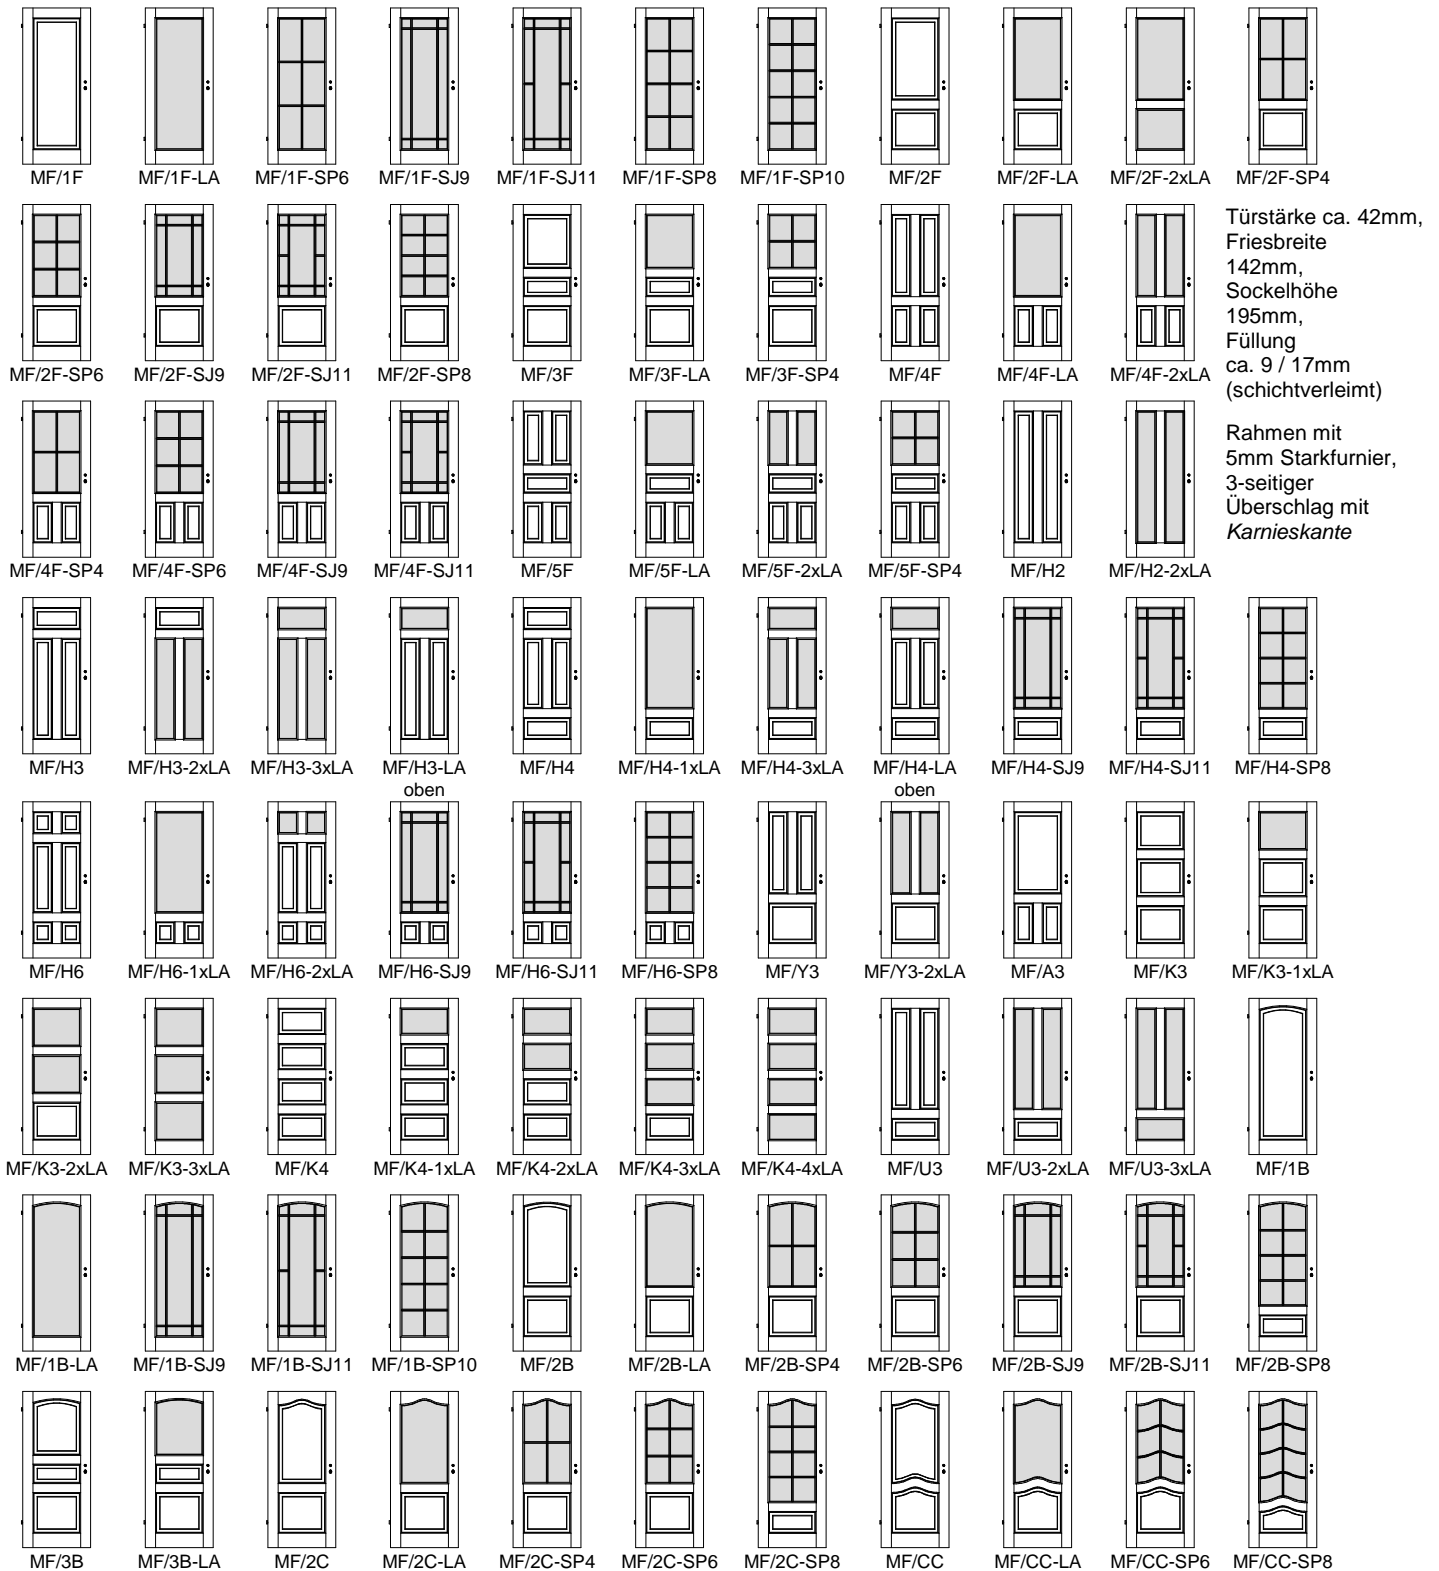 MF/1F MF/1F-LA MF/1F-SP6 MF/1F-SJ9 MF/1F-SJ11 MF/1F-SP8 MF/1F-SP10 MF/2F MF/2F-LA MF/2F-2xLA MF/2F-SP4
Türstärke ca. 42mm,
Friesbreite
142mm,
Sockelhöhe
195mm,
Füllung
ca. 9 / 17mm
(schichtverleimt)
MF/2F-SP6 MF/2F-SJ9 MF/2F-SJ11 MF/2F-SP8 MF/3F MF/3F-LA MF/3F-SP4 MF/4F MF/4F-LA MF/4F-2xLA
Rahmen mit
5mm Starkfurnier,
3-seitiger
Überschlag mit
Karnieskante
MF/4F-SP4 MF/4F-SP6 MF/4F-SJ9 MF/4F-SJ11 MF/5F MF/5F-LA MF/5F-2xLA MF/5F-SP4 MF/H2 MF/H2-2xLA
MF/H3 MF/H3-2xLA MF/H3-3xLA MF/H3-LA MF/H4 MF/H4-1xLA MF/H4-3xLA MF/H4-LA MF/H4-SJ9 MF/H4-SJ11 MF/H4-SP8
oben oben
MF/H6 MF/H6-1xLA MF/H6-2xLA MF/H6-SJ9 MF/H6-SJ11 MF/H6-SP8 MF/Y3 MF/Y3-2xLA MF/A3 MF/K3 MF/K3-1xLA
MF/K3-2xLA MF/K3-3xLA MF/K4 MF/K4-1xLA MF/K4-2xLA MF/K4-3xLA MF/K4-4xLA MF/U3 MF/U3-2xLA MF/U3-3xLA MF/1B
MF/1B-LA MF/1B-SJ9 MF/1B-SJ11 MF/1B-SP10 MF/2B MF/2B-LA MF/2B-SP4 MF/2B-SP6 MF/2B-SJ9 MF/2B-SJ11 MF/2B-SP8
MF/3B MF/3B-LA MF/2C MF/2C-LA MF/2C-SP4 MF/2C-SP6 MF/2C-SP8 MF/CC MF/CC-LA MF/CC-SP6 MF/CC-SP8